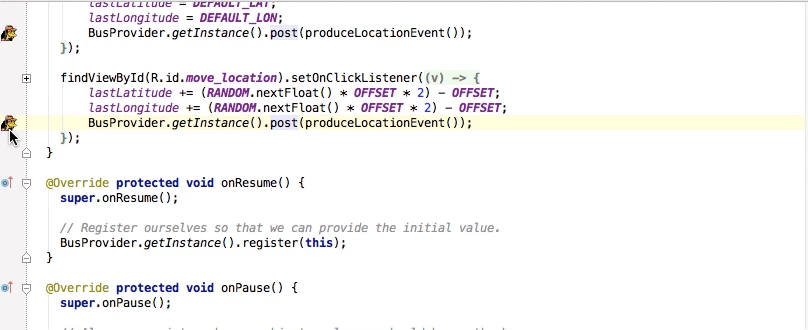 lastLatitude = DEFAULT_LAT;
lastLongitude = DEFAULT_LON;
BusProvider.getInstance().post(produceLocationEvent());
});
findViewById(R.id.move_location).setOnClickListener((v) -> {
lastLatitude += (RANDOM.nextFloat() * OFFSET * 2) - OFFSET;
lastLongitude += (RANDOM.nextFloat() * OFFSET * 2) - OFFSET;
BusProvider.getInstance().post(produceLocationEvent());
});
}
@Override protected void onResume() {
super.onResume();
// Register ourselves so that we can provide the initial value.
BusProvider.getInstance().register(this);
}
@Override protected void onPause() {
super.onPause();